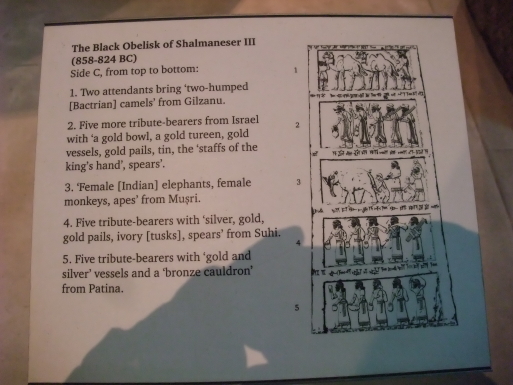 The Black Obelisk of Shalmaneser III
(858-824 BC)
Side C, from top to bottom:
1. Two attendants bring ‘two-humped
[Bactrian] camels’ from Gilzanu.
2. Five more tribute-bearers from Israel
with ‘a gold bowl, a gold tureen, gold
vessels, gold pails, tin, the ‘staffs of the
king’s hand’, spears’.
3. ‘Female [Indian] elephants, female
monkeys, apes’ from Muṣri.
4. Five tribute-bearers with ‘silver, gold,
gold pails, ivory [tusks], spears’ from Suhi.
5. Five tribute-bearers with ‘gold and
silver’ vessels and a ‘bronze cauldron’
from Patina.
1
2
3
4
5